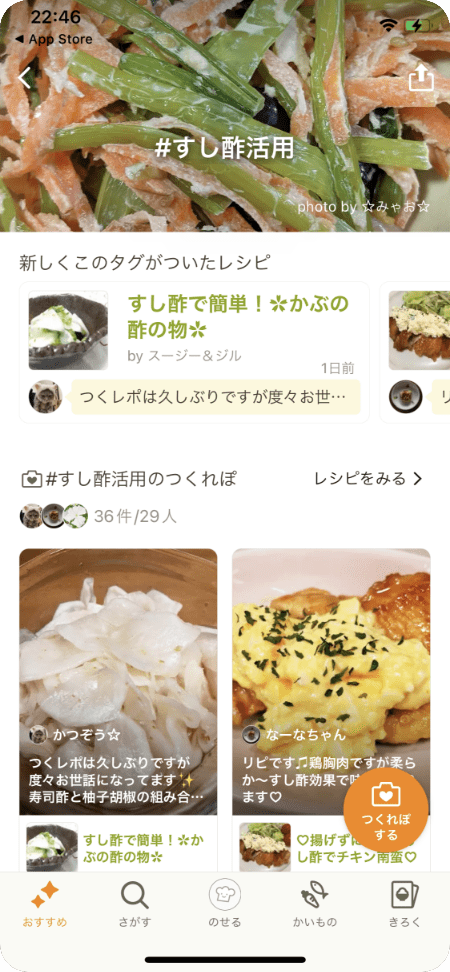 22:46
◀ App Store
#すし酢活用
photo by ☆みゃお☆
新しくこのタグがついたレシピ
すし酢で簡単！✲かぶの
酢の物✲
by スージー＆ジル
1日前
つくレポは久しぶりですが度々お世…
リ
#すし酢活用のつくれぽ
レシピをみる
36件/29人
かつぞう☆
つくレポは久しぶりですが
度々お世話になってます✨
寿司酢と柚子胡椒の組み合…
なーなちゃん
リピです♫鶏胸肉ですが柔ら
か〜すし酢効果で
ます♡
つくれぽ
する
すし酢で簡単！✲か
ぶの酢の物✲
♡揚げず
し酢でチキン南蛮♡
おすすめ
さがす
のせる
かいもの
きろく